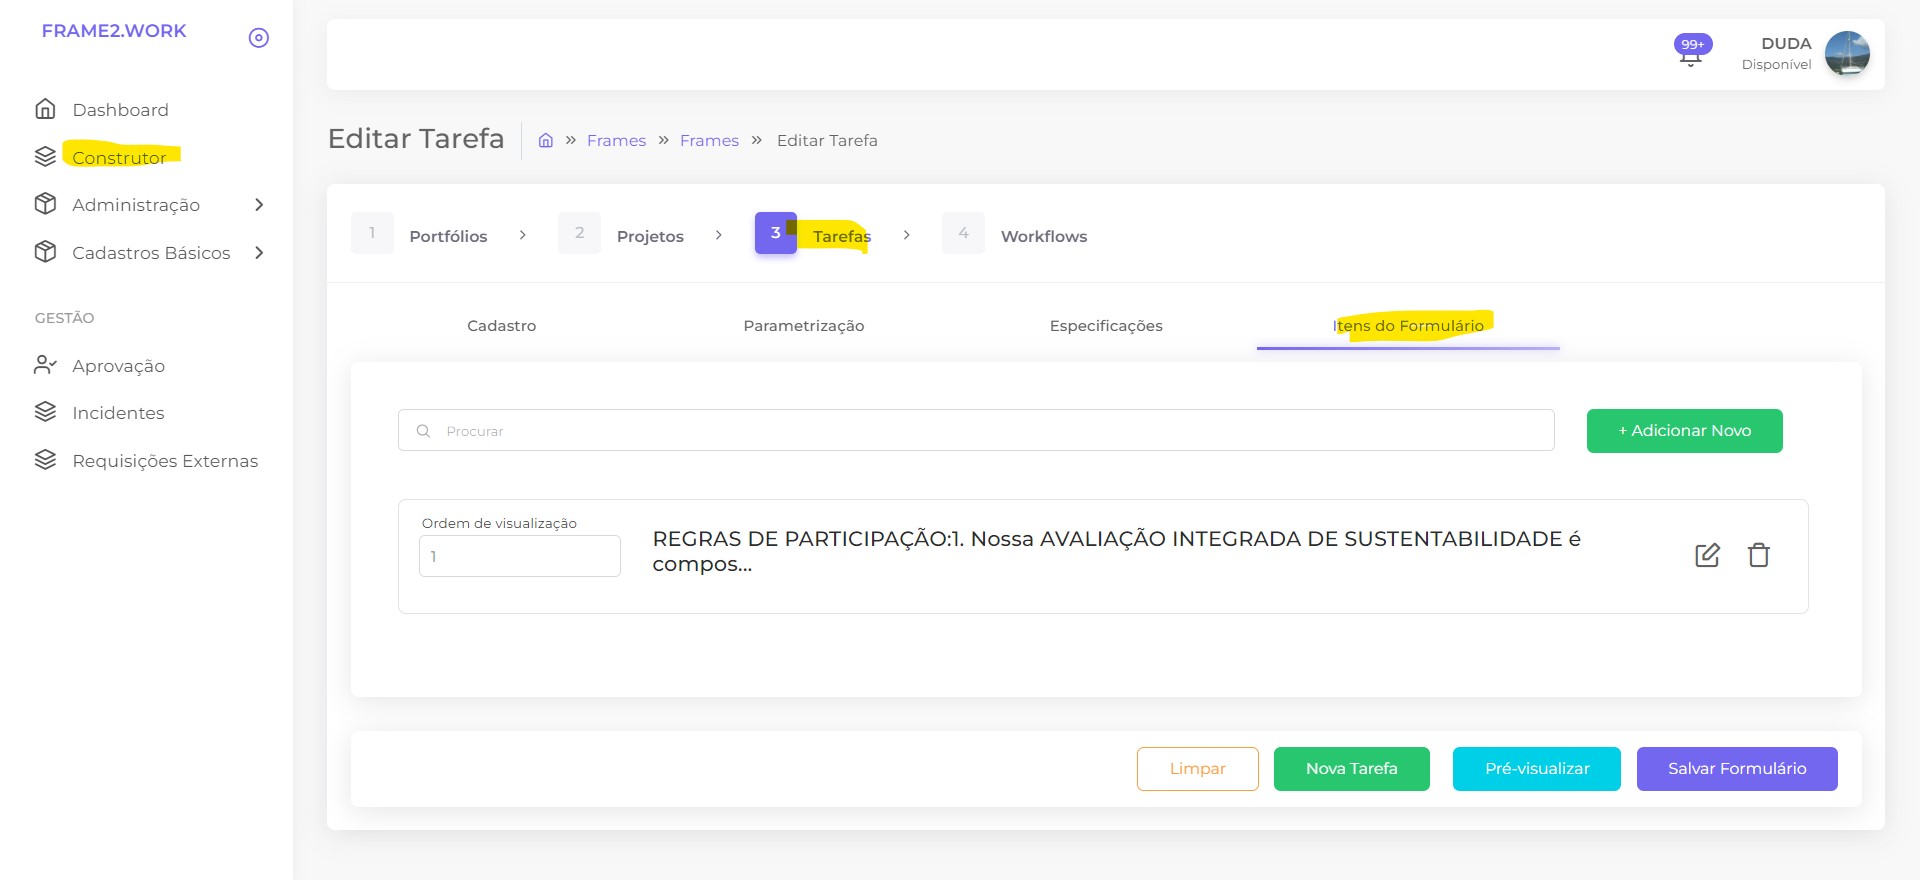 FRAME2.WORK
Dashboard
Construtor
Administração
Cadastros Básicos
GESTÃO
Aprovação
Incidentes
Requisições Externas
99+
DUDA
Disponível
Editar Tarefa
» Frames » Frames » Editar Tarefa
1 Portfólios
2 Projetos
3 Tarefas
4 Workflows
Cadastro
Parametrização
Especificações
Itens do Formulário
Procurar
+ Adicionar Novo
Ordem de visualização
1
REGRAS DE PARTICIPAÇÃO:1. Nossa AVALIAÇÃO INTEGRADA DE SUSTENTABILIDADE é
compos...
Limpar
Nova Tarefa
Pré-visualizar
Salvar Formulário